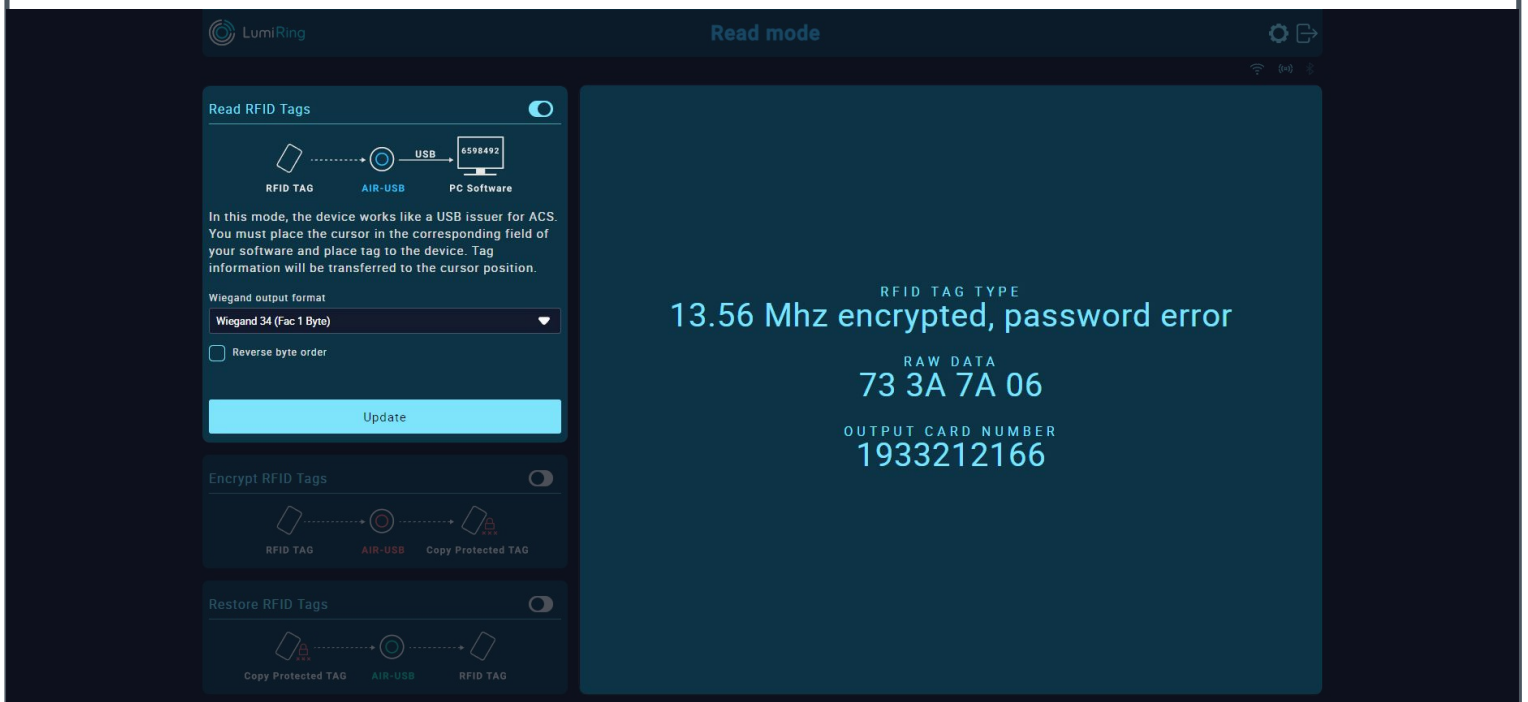 LumiRing
Read mode
Read RFID Tags
USB
6598492
RFID TAG
AIR-USB
PC Software
In this mode, the device works like a USB issuer for ACS.
You must place the cursor in the corresponding field of
your software and place tag to the device. Tag
information will be transferred to the cursor position.
Wiegand output format
Wiegand 34 (Fac 1 Byte)
Reverse byte order
Update
Encrypt RFID Tags
RFID TAG
AIR-USB
Copy Protected TAG
Restore RFID Tags
Copy Protected TAG
AIR-USB
RFID TAG
RFID TAG TYPE
13.56 Mhz encrypted, password error
RAW DATA
73 3A 7A 06
OUTPUT CARD NUMBER
1933212166